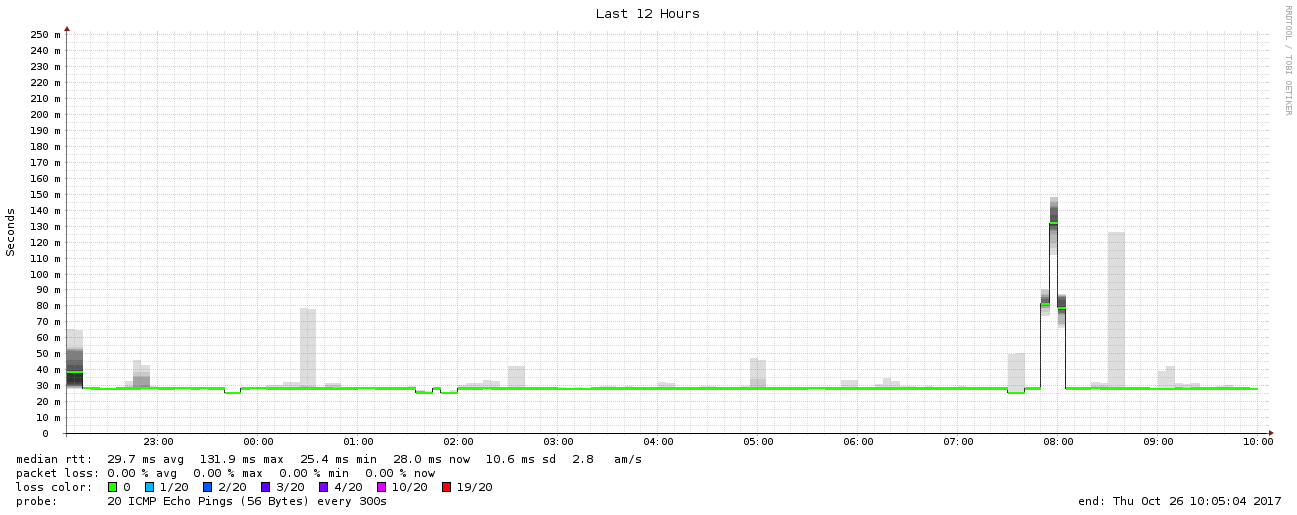 Last 12 Hours
RRDTOOL / TOBI OETIKER
Seconds
250 m
240 m
230 m
220 m
210 m
200 m
190 m
180 m
170 m
160 m
150 m
140 m
130 m
120 m
110 m
100 m
90 m
80 m
70 m
60 m
50 m
40 m
30 m
20 m
10 m
0
23:00 00:00 01:00 02:00 03:00 04:00 05:00 06:00 07:00 08:00 09:00 10:00
median rtt: 29.7 ms avg 131.9 ms max 25.4 ms min 28.0 ms now 10.6 ms sd 2.8 am/s
packet loss: 0.00 % avg 0.00 % max 0.00 % min 0.00 % now
loss color: 0 1/20 2/20 3/20 4/20 10/20 19/20
probe: 20 ICMP Echo Pings (56 Bytes) every 300s end: Thu Oct 26 10:05:04 2017